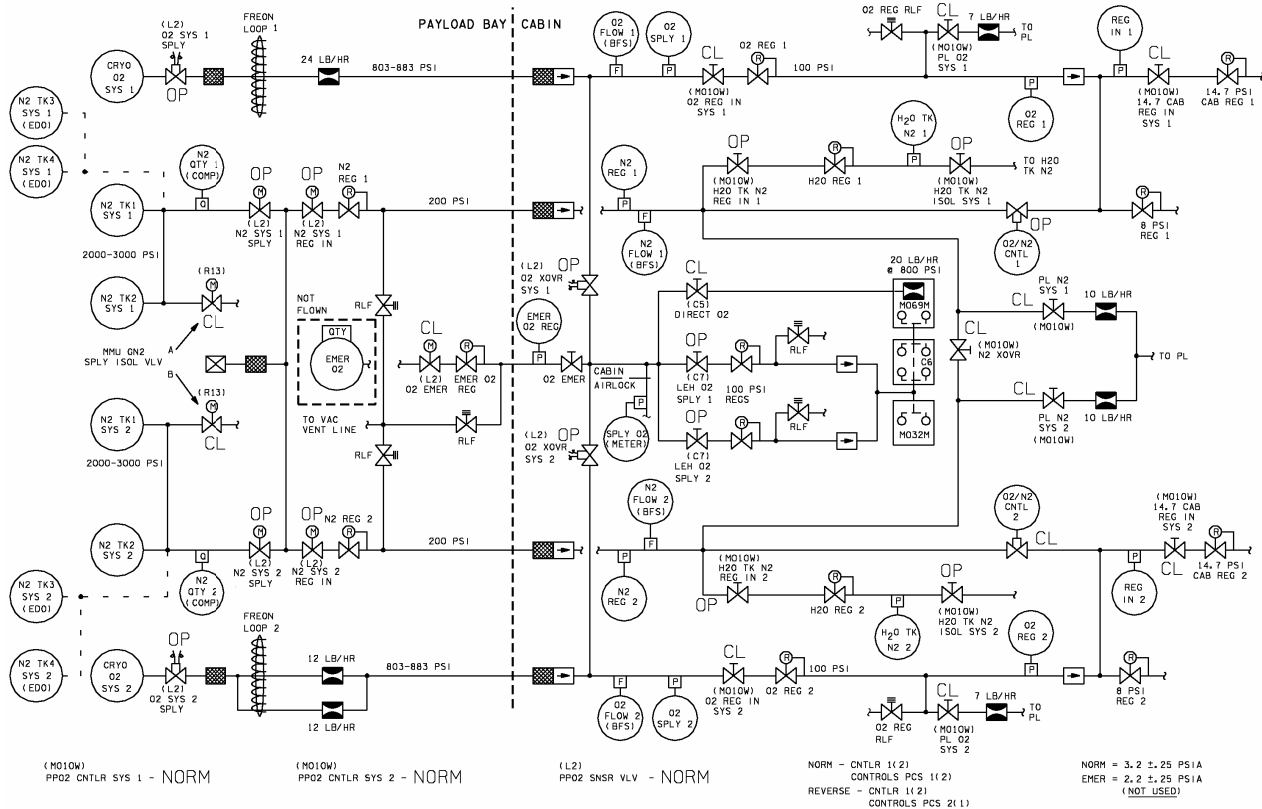 PAYLOAD BAY
CABIN
(L2)
O2 SYS 1
SPLY
FREON
LOOP 1
CRYO
O2
SYS 1
OP
24 LB/HR
803-883 PSI
O2
FLOW 1
(BFS)
F
O2
SPLY 1
P
CL
(MO10W)
O2 REG IN
SYS 1
O2 REG 1
R
100 PSI
O2 REG RLF
CL
(MO10W)
PL O2
SYS 1
7 LB/HR
TO
PL
P
O2
REG 1
REG
IN 1
P
CL
(MO10W)
14.7 CAB
REG IN
SYS 1
R
14.7 PSI
CAB REG 1
N2 TK3
SYS 1
(EDO)
N2 TK4
SYS 1
(EDO)
N2 TK1
SYS 1
N2
QTY 1
(COMP)
Q
OP
M
(L2)
N2 SYS 1
SPLY
OP
M
(L2)
N2 SYS 1
REG IN
N2
REG 1
R
200 PSI
N2
REG 1
P
F
N2
FLOW 1
(BFS)
OP
(MO10W)
H2O TK N2
REG IN 1
R
H2O REG 1
H2O TK
N2 1
P
OP
(MO10W)
H2O TK N2
ISOL SYS 1
TO H2O
TK N2
OP
O2/N2
CNTL
1
R
8 PSI
REG 1
2000-3000 PSI
N2 TK2
SYS 1
(R13)
M
CL
MMU GN2
SPLY ISOL VLV
A
B
NOT
FLOWN
QTY
EMER
O2
TO VAC
VENT LINE
RLF
CL
M
(L2)
O2 EMER
R
EMER O2
REG
RLF
RLF
EMER
O2 REG
P
O2 EMER
(L2)
O2 XOVR
SYS 1
OP
CABIN
AIRLOCK
P
SPLY O2
(METER)
(L2)
O2 XOVR
SYS 2
OP
CL
(C5)
DIRECT O2
OP
(C7)
LEH O2
SPLY 1
R
100 PSI
REGS
RLF
OP
(C7)
LEH O2
SPLY 2
R
RLF
20 LB/HR
@ 800 PSI
MO69M
C6
MO32M
CL
(MO10W)
N2 XOVR
PL N2
SYS 1
CL
(MO10W)
10 LB/HR
TO PL
CL
PL N2
SYS 2
(MO10W)
10 LB/HR
N2 TK1
SYS 2
(R13)
M
CL
2000-3000 PSI
N2 TK2
SYS 2
Q
N2
QTY 2
(COMP)
OP
M
(L2)
N2 SYS 2
SPLY
OP
M
(L2)
N2 SYS 2
REG IN
N2 REG 2
R
200 PSI
N2
FLOW 2
(BFS)
F
P
N2
REG 2
(MO10W)
H2O TK N2
REG IN 2
OP
R
H2O REG 2
P
H2O TK
N2 2
OP
(MO10W)
H2O TK N2
ISOL SYS 2
O2/N2
CNTL
2
CL
P
REG
IN 2
(MO10W)
14.7 CAB
REG IN
SYS 2
CL
R
14.7 PSI
CAB REG 2
N2 TK3
SYS 2
(EDO)
N2 TK4
SYS 2
(EDO)
CRYO
O2
SYS 2
OP
(L2)
O2 SYS 2
SPLY
FREON
LOOP 2
12 LB/HR
12 LB/HR
803-883 PSI
F
O2
FLOW 2
(BFS)
P
O2
SPLY 2
CL
(MO10W)
O2 REG IN
SYS 2
R
O2 REG 2
100 PSI
O2 REG
RLF
CL
(MO10W)
PL O2
SYS 2
7 LB/HR
TO
PL
O2
REG 2
P
R
8 PSI
REG 2
(MO10W)
PPO2 CNTLR SYS 1 - NORM
(MO10W)
PPO2 CNTLR SYS 2 - NORM
(L2)
PPO2 SNSR VLV - NORM
NORM - CNTLR 1(2)
CONTROLS PCS 1(2)
REVERSE - CNTLR 1(2)
CONTROLS PCS 2(1)
NORM = 3.2 ±.25 PSIA
EMER = 2.2 ±.25 PSIA
(NOT USED)